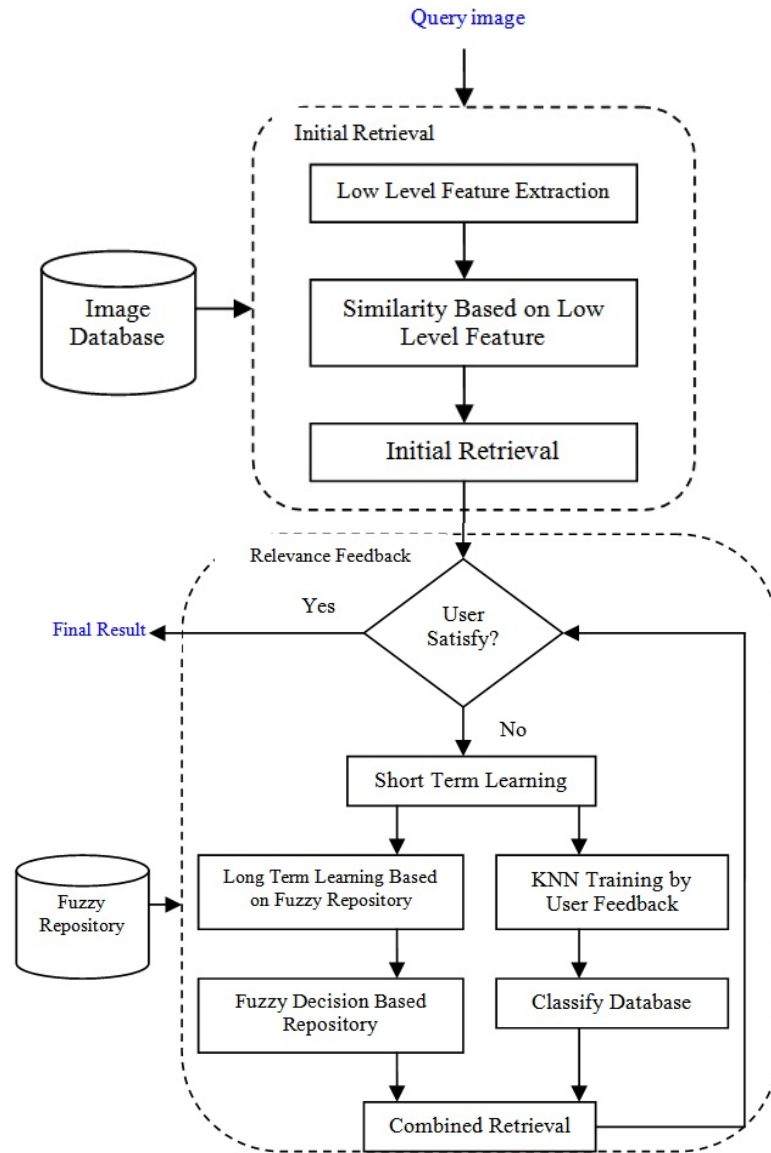 Query image
Initial Retrieval
Low Level Feature Extraction
Image
Database
Similarity Based on Low
Level Feature
Initial Retrieval
Relevance Feedback
Yes
User
Satisfy?
Final Result
No
Short Term Learning
Long Term Learning Based
on Fuzzy Repository
KNN Training by
User Feedback
Fuzzy
Repository
Fuzzy Decision Based
Repository
Classify Database
Combined Retrieval